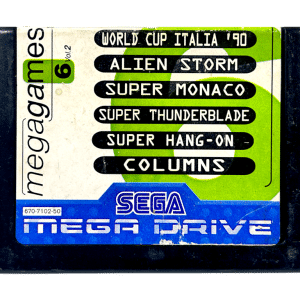 megagames
6 Vol.2
WORLD CUP ITALIA '90
ALIEN STORM
SUPER MONACO
SUPER THUNDERBLADE
SUPER HANG-ON
COLUMNS
6
SEGA
670-7102-50
MEGA DRIVE